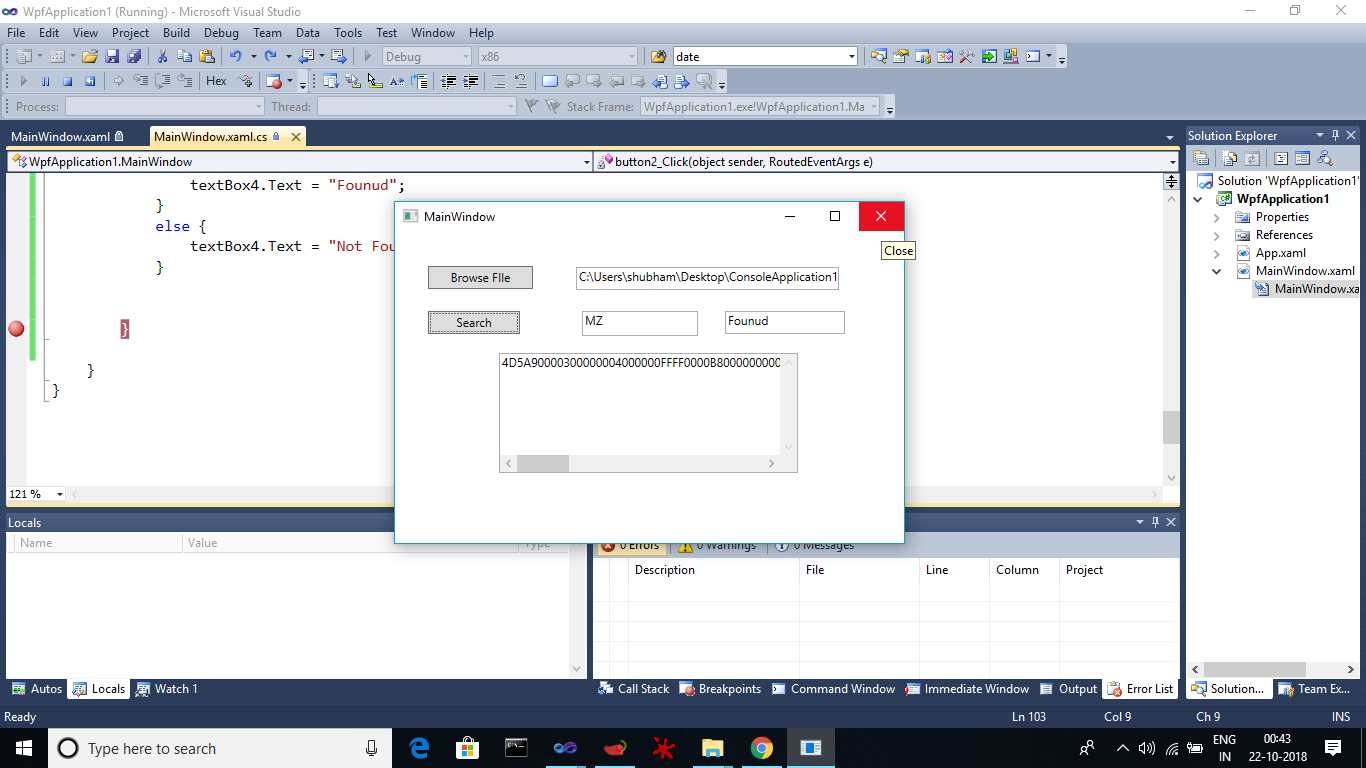 WpfApplication1 (Running) - Microsoft Visual Studio
File Edit View Project Build Debug Team Data Tools Test Window Help
Debug x86 date
Hex
Process: Thread: Stack Frame: WpfApplication1.exe!WpfApplication1.Ma
MainWindow.xaml MainWindow.xaml.cs
Solution Explorer
WpfApplication1.MainWindow button2_Click(object sender, RoutedEventArgs e)
textBox4.Text = "Founud";
}
else {
textBox4.Text = "Not Fou
}
}
}
}
121 %
MainWindow
Close
Browse FIle C:\Users\shubham\Desktop\ConsoleApplication1
Search MZ Founud
4D5A90000300000004000000FFFF0000B8000000000
Solution 'WpfApplication1'
WpfApplication1
Properties
References
App.xaml
MainWindow.xaml
MainWindow.xa
Locals
Name Value Type
0 Errors 0 Warnings 0 Messages
Description File Line Column Project
Autos Locals Watch 1
Call Stack Breakpoints Command Window Immediate Window Output Error List
Solution... Team Ex...
Ready Ln 103 Col 9 Ch 9 INS
Type here to search
ENG
IN
00:43
22-10-2018